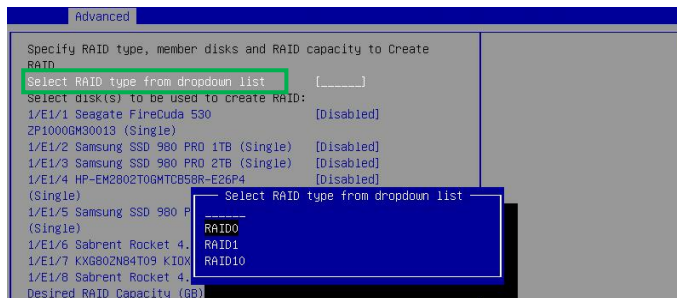 Advanced
Specify RAID type, member disks and RAID capacity to Create
RAID
Select RAID type from dropdown list [______]
Select disk(s) to be used to create RAID:
1/E1/1 Seagate FireCuda 530 [Disabled]
ZP1000GM30013 (Single)
1/E1/2 Samsung SSD 980 PRO 1TB (Single) [Disabled]
1/E1/3 Samsung SSD 980 PRO 2TB (Single) [Disabled]
1/E1/4 HP-EM2802TOGMTCB58R-E26P4 [Disabled]
(Single)
1/E1/5 Samsung SSD 980 P
(Single)
1/E1/6 Sabrent Rocket 4.
1/E1/7 KXG80ZN84T09 KIOX
1/E1/8 Sabrent Rocket 4.
Desired RAID Capacity (GB)
Select RAID type from dropdown list
______
RAID0
RAID1
RAID10